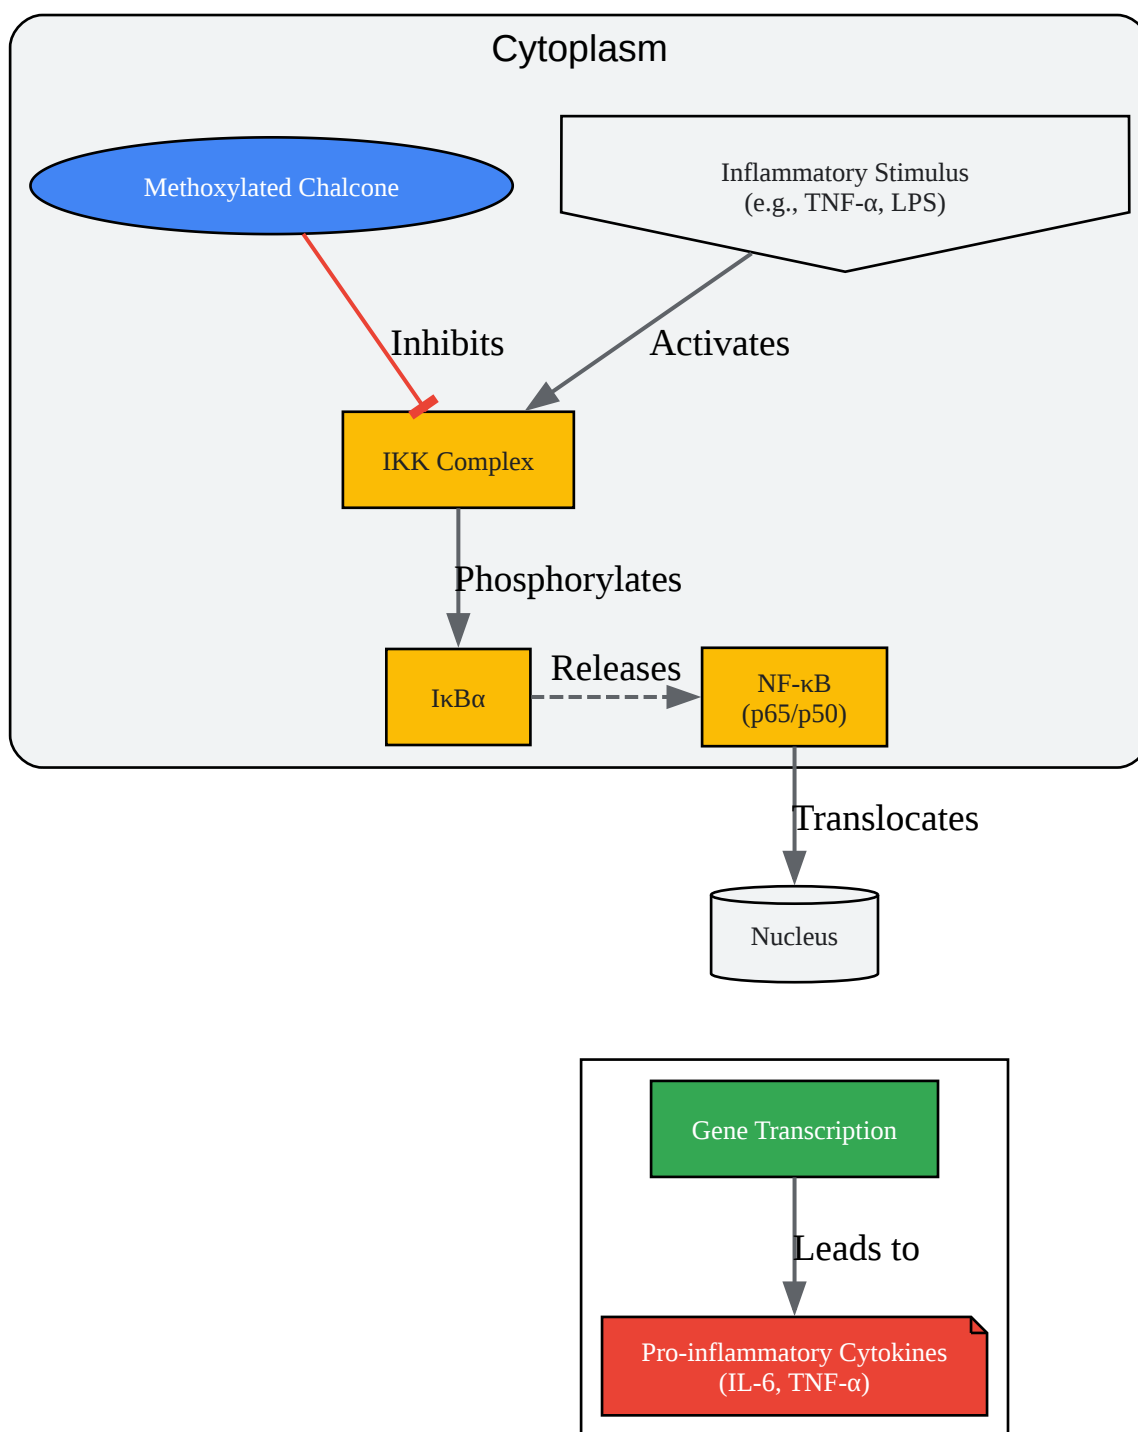 Cytoplasm
Methoxylated Chalcone
Inflammatory Stimulus
(e.g., TNF-α, LPS)
Inhibits
Activates
IKK Complex
Phosphorylates
IκBα
Releases
NF-κB
(p65/p50)
Translocates
Nucleus
Gene Transcription
Leads to
Pro-inflammatory Cytokines
(IL-6, TNF-α)